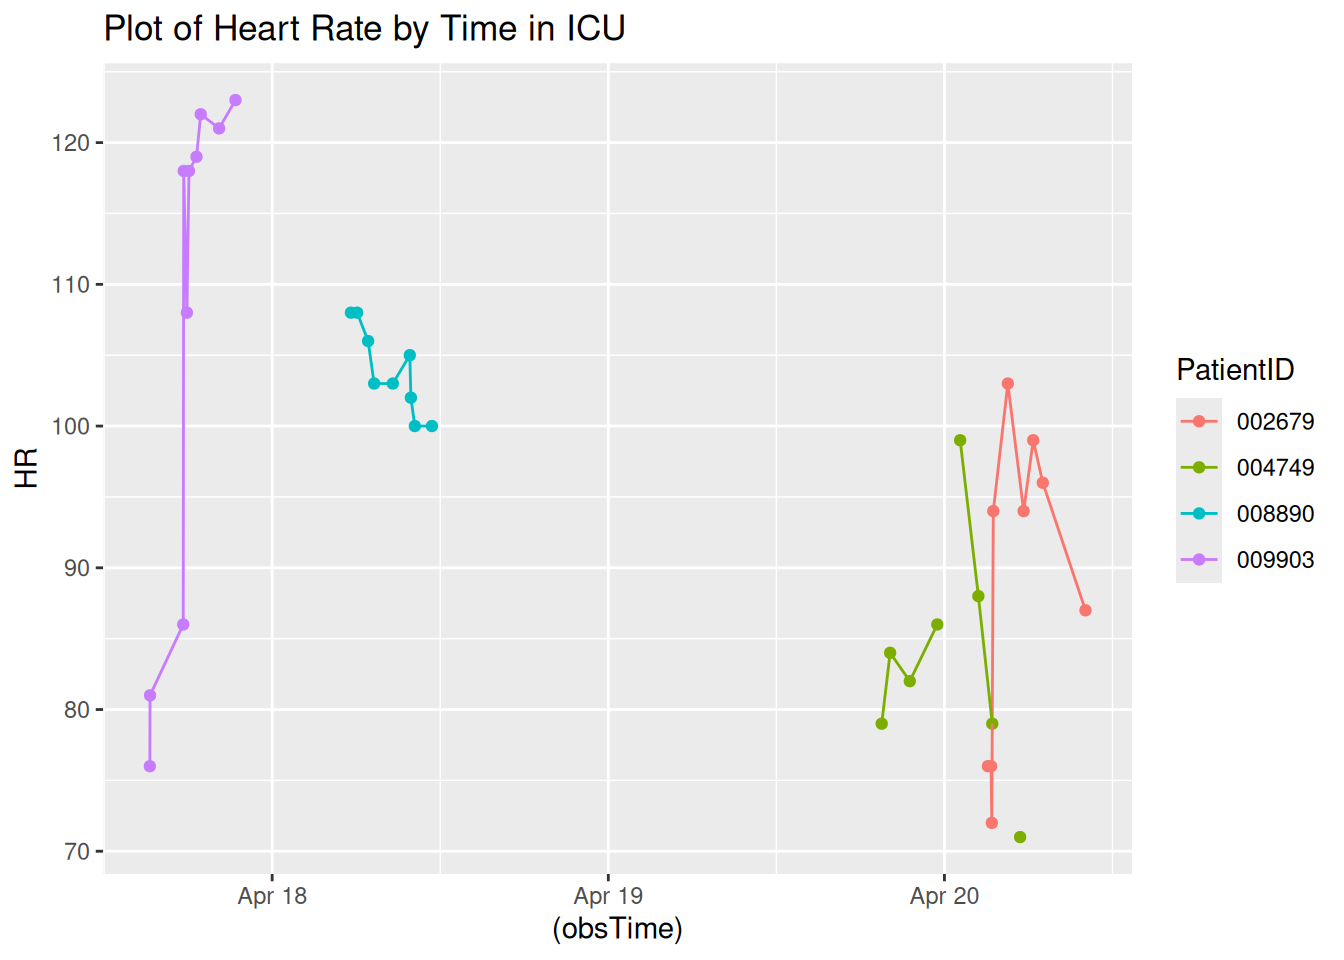 Plot of Heart Rate by Time in ICU
120
110
100
90
80
70
HR
Apr 18
Apr 19
Apr 20
(obsTime)
PatientID
002679
004749
008890
009903